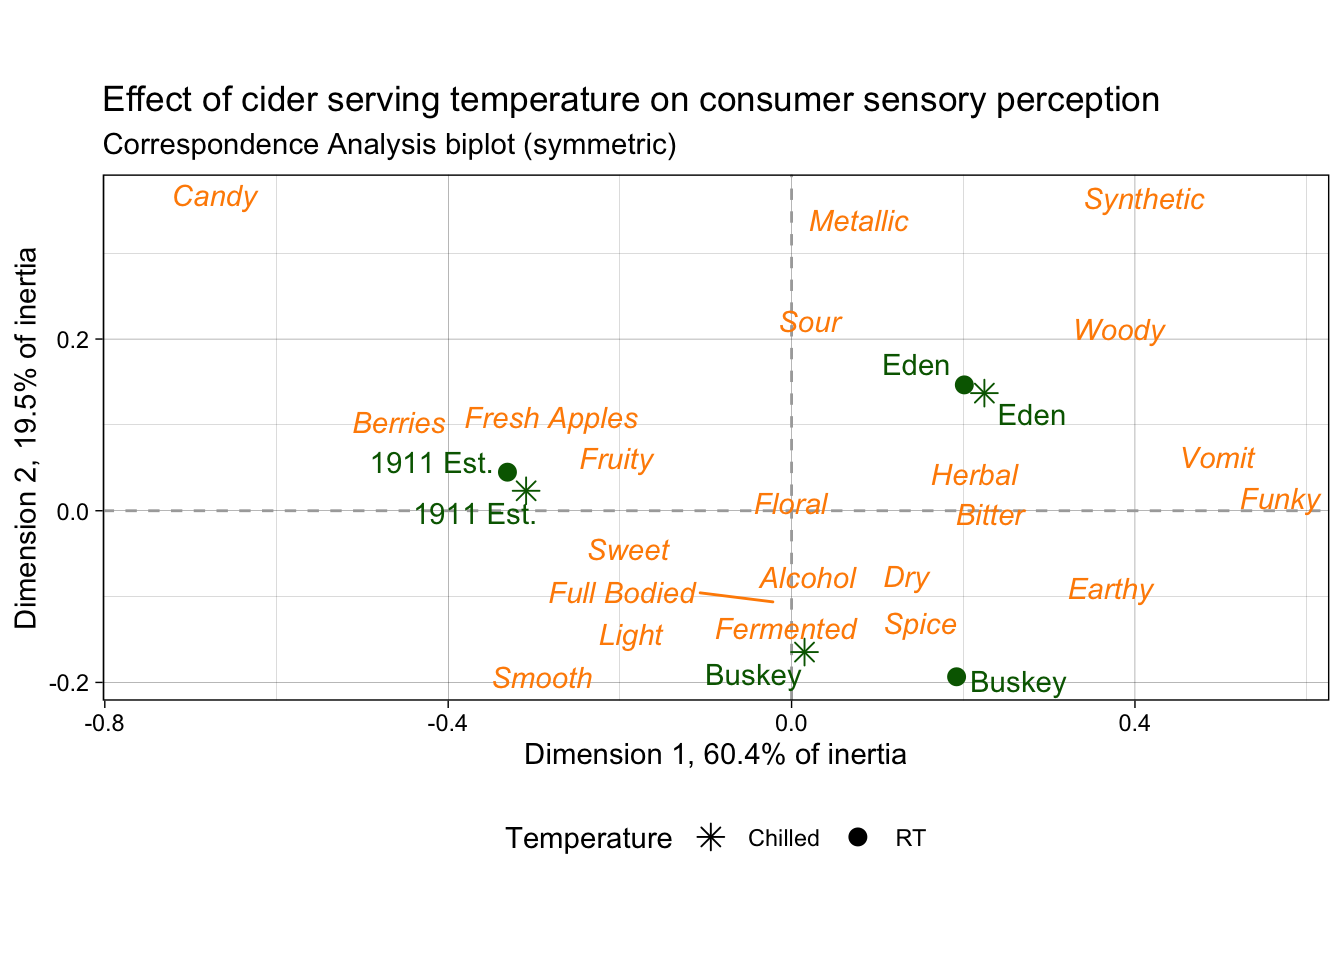 Effect of cider serving temperature on consumer sensory perception
Correspondence Analysis biplot (symmetric)
Candy
Synthetic
Metallic
Sour
Woody
Eden
Eden
Berries
Fresh Apples
Fruity
1911 Est.
1911 Est.
Vomit
Herbal
Funky
Floral
Bitter
Sweet
Alcohol
Dry
Full Bodied
Earthy
Light
Fermented
Spice
Smooth
Buskey
Buskey
Dimension 2, 19.5% of inertia
0.2
0.0
-0.2
-0.8
-0.4
0.0
0.4
Dimension 1, 60.4% of inertia
Temperature
Chilled
RT